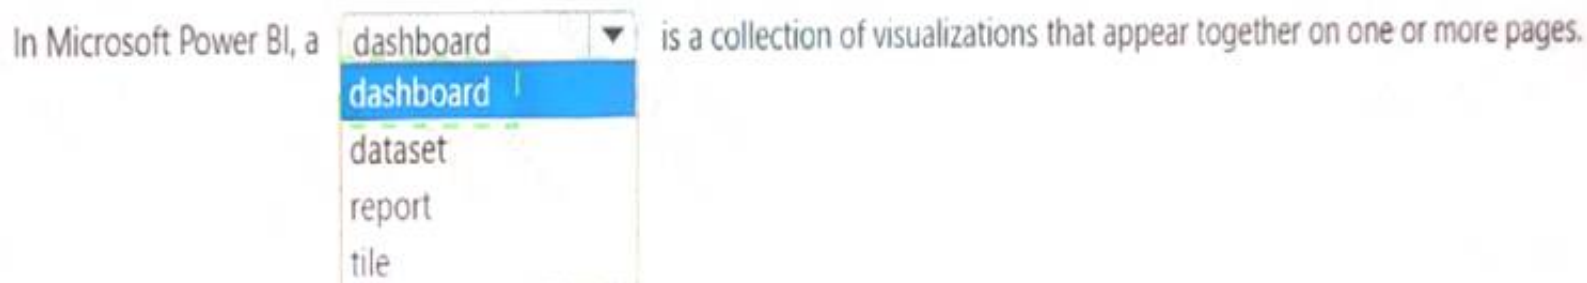 In Microsoft Power BI, a dashboard is a collection of visualizations that appear together on one or more pages.
dashboard
dataset
report
tile